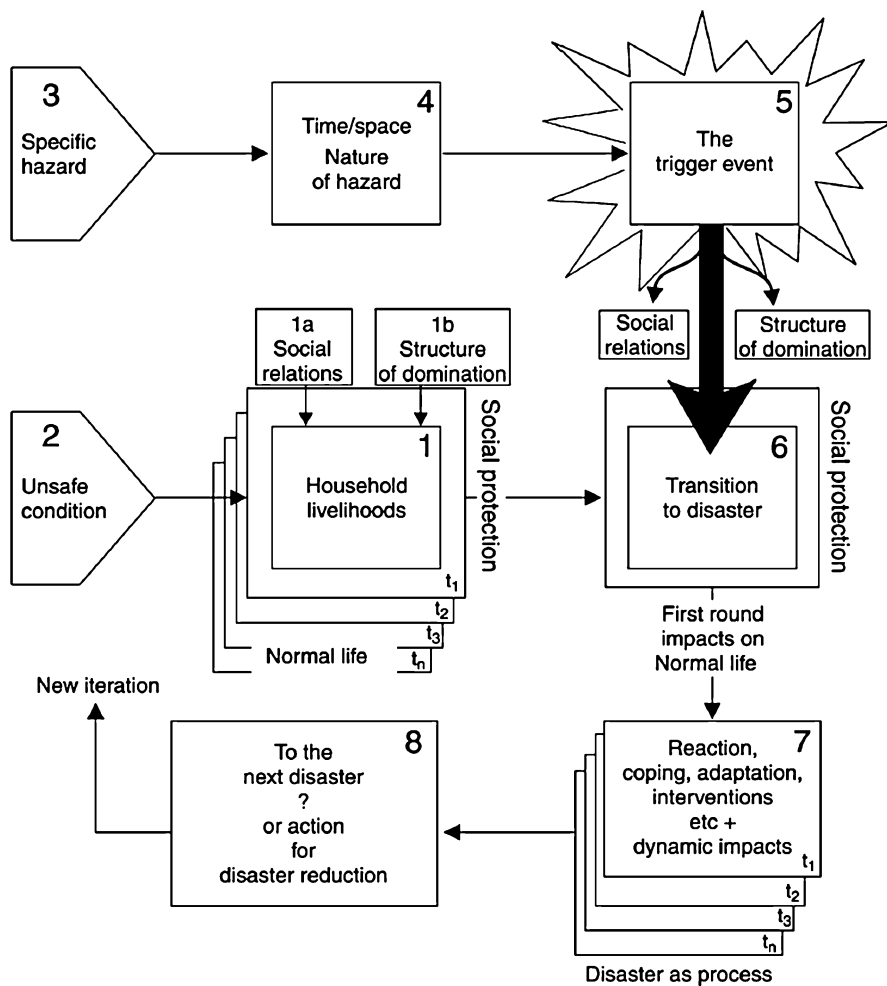 3
Specific
hazard
4
Time/space
Nature
of hazard
5
The
trigger event
Social
relations
Structure
of domination
1a
Social
relations
1b
Structure
of domination
2
Unsafe
condition
1
Household
livelihoods
t1
t2
t3
tn
Normal life
Social protection
6
Transition
to disaster
Social protection
First round
impacts on
Normal life
New iteration
8
To the
next disaster
?
or action
for
disaster reduction
7
Reaction,
coping, adaptation,
interventions
etc +
dynamic impacts
t1
t2
t3
tn
Disaster as process